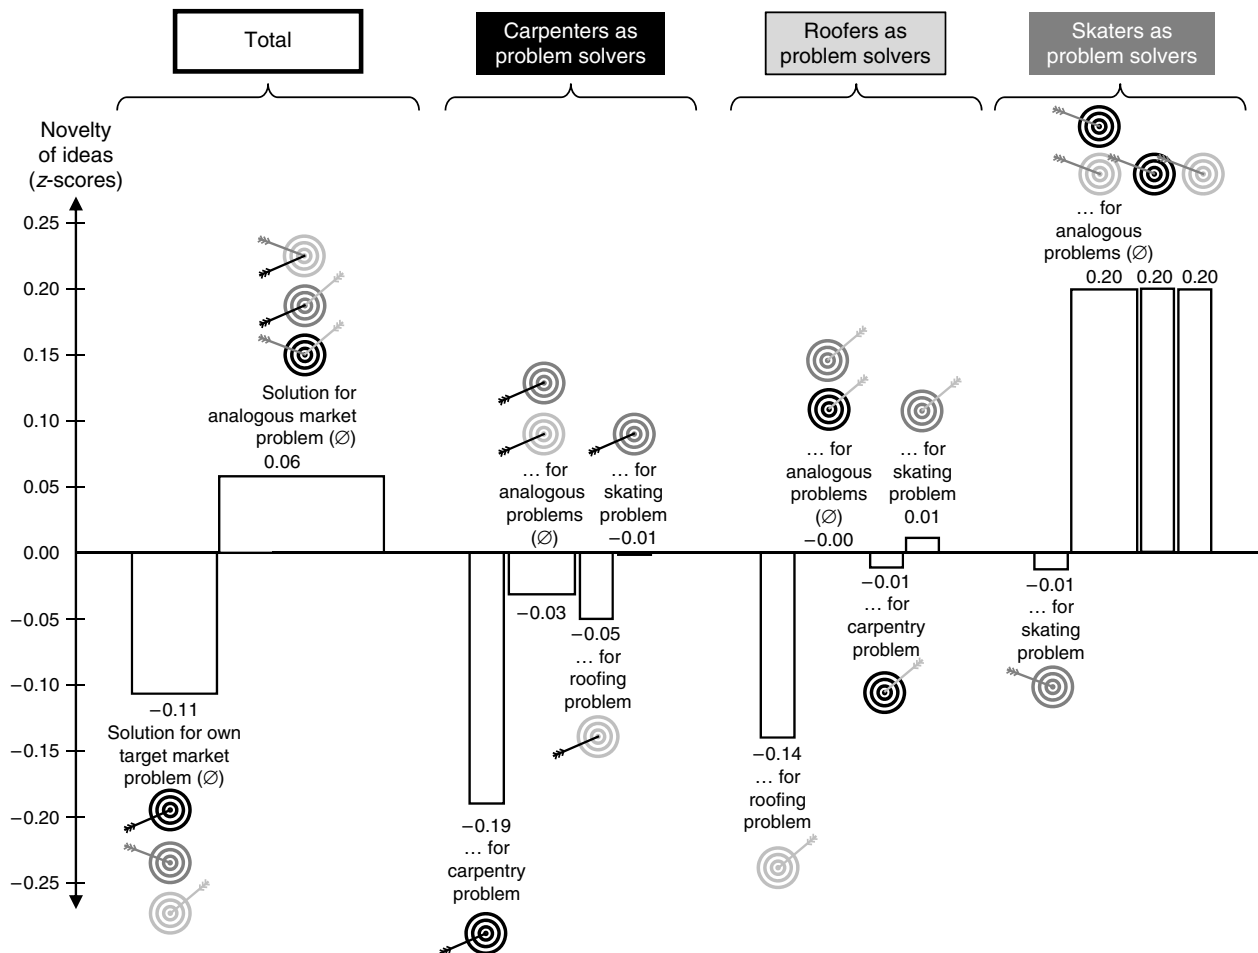 Total
Carpenters as
problem solvers
Roofers as
problem solvers
Skaters as
problem solvers
Novelty
of ideas
(z-scores)
0.25
0.20
0.15
0.10
0.05
0.00
−0.05
−0.10
−0.15
−0.20
−0.25
Solution for
analogous market
problem (∅)
0.06
−0.11
Solution for own
target market
problem (∅)
… for
analogous
problems
(∅)
−0.03
… for
skating
problem
−0.01
−0.05
… for
roofing
problem
−0.19
… for
carpentry
problem
… for
analogous
problems
(∅)
−0.00
… for
skating
problem
0.01
−0.01
… for
carpentry
problem
−0.14
… for
roofing
problem
… for
analogous
problems (∅)
0.20
0.20
0.20
−0.01
… for
skating
problem